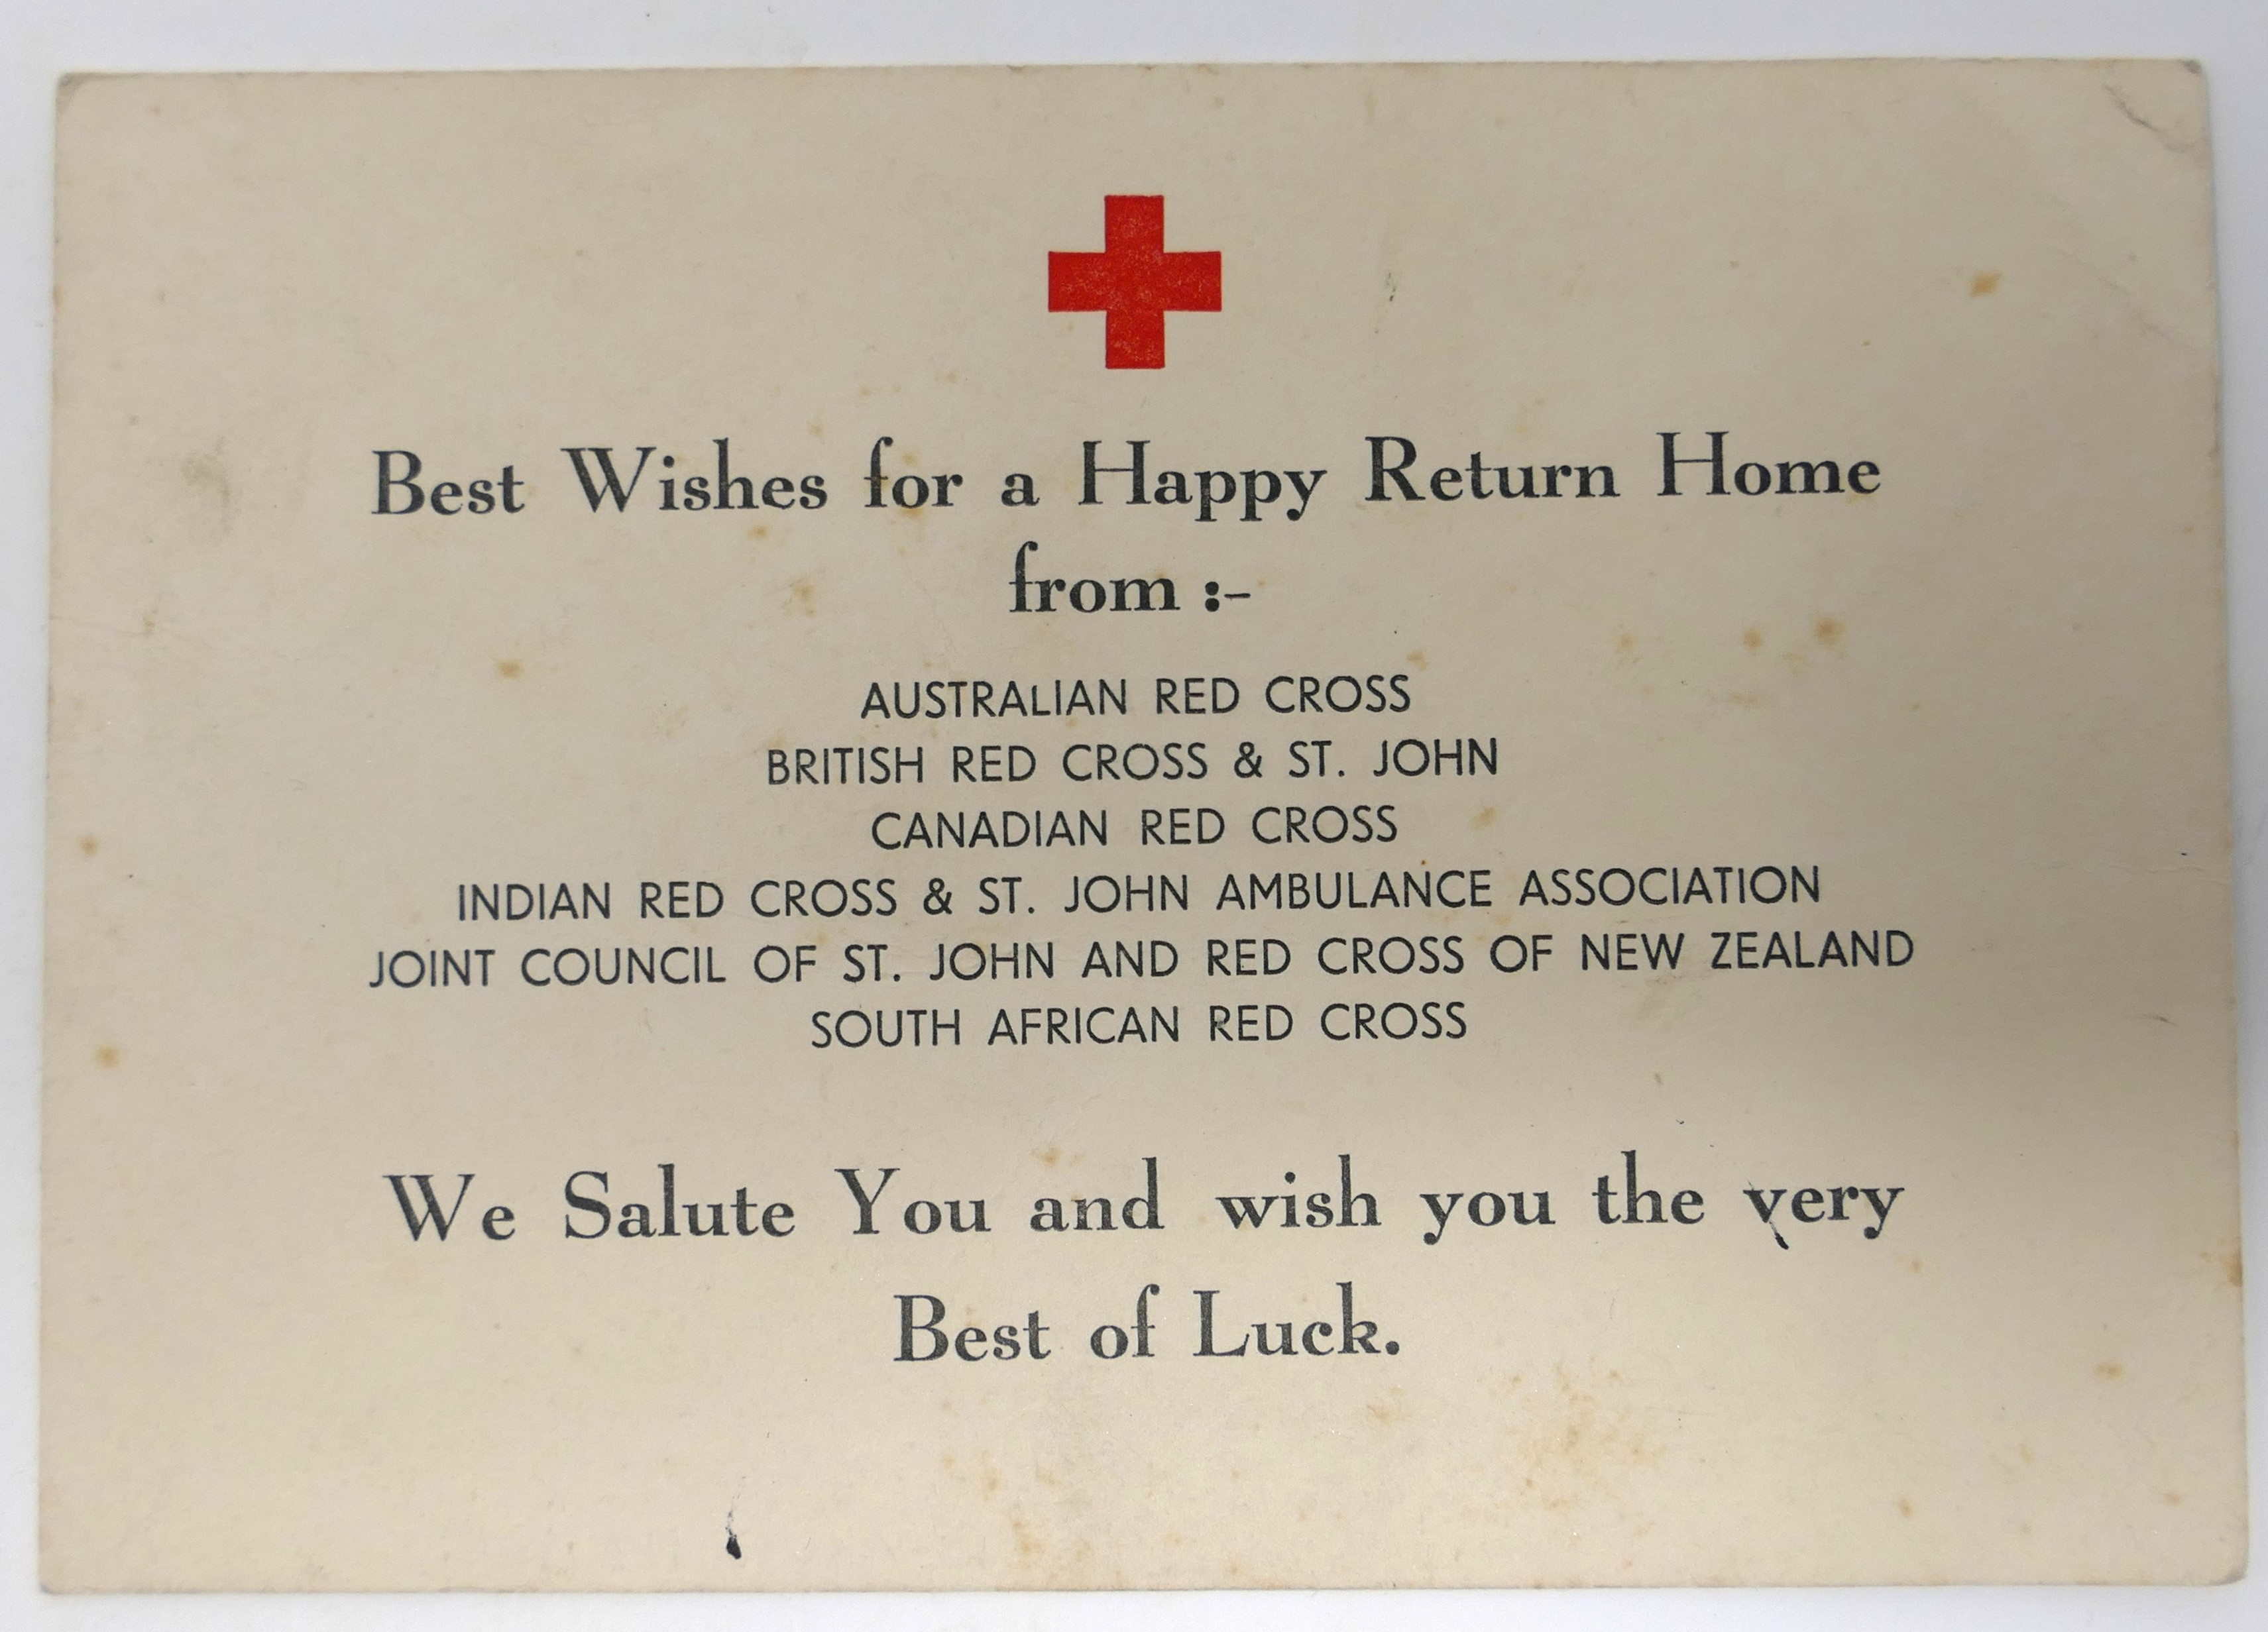 Best Wishes for a Happy Return Home
from :-
AUSTRALIAN RED CROSS
BRITISH RED CROSS & ST. JOHN
CANADIAN RED CROSS
INDIAN RED CROSS & ST. JOHN AMBULANCE ASSOCIATION
JOINT COUNCIL OF ST. JOHN AND RED CROSS OF NEW ZEALAND
SOUTH AFRICAN RED CROSS
We Salute You and wish you the very
Best of Luck.